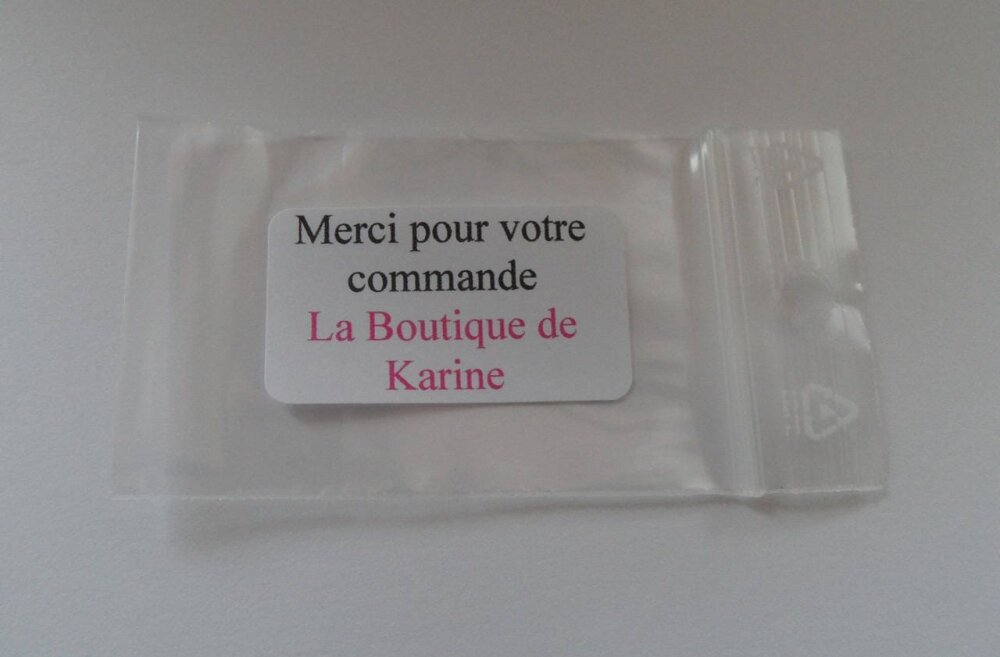 Merci pour votre
commande
La Boutique de
Karine